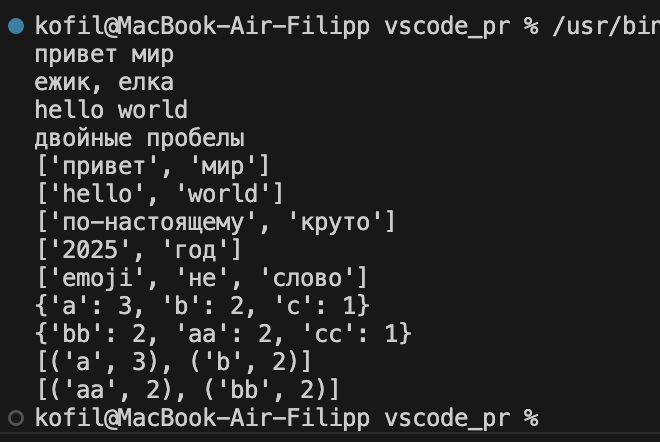 kofil@MacBook-Air-Filipp vscode_pr % /usr/bin
привет мир
ежик, елка
hello world
двойные пробелы
['привет', 'мир']
['hello', 'world']
['по-настоящему', 'круто']
['2025', 'год']
['emoji', 'не', 'слово']
{'a': 3, 'b': 2, 'c': 1}
{'bb': 2, 'aa': 2, 'cc': 1}
[('a', 3), ('b', 2)]
[('aa', 2), ('bb', 2)]
kofil@MacBook-Air-Filipp vscode_pr %